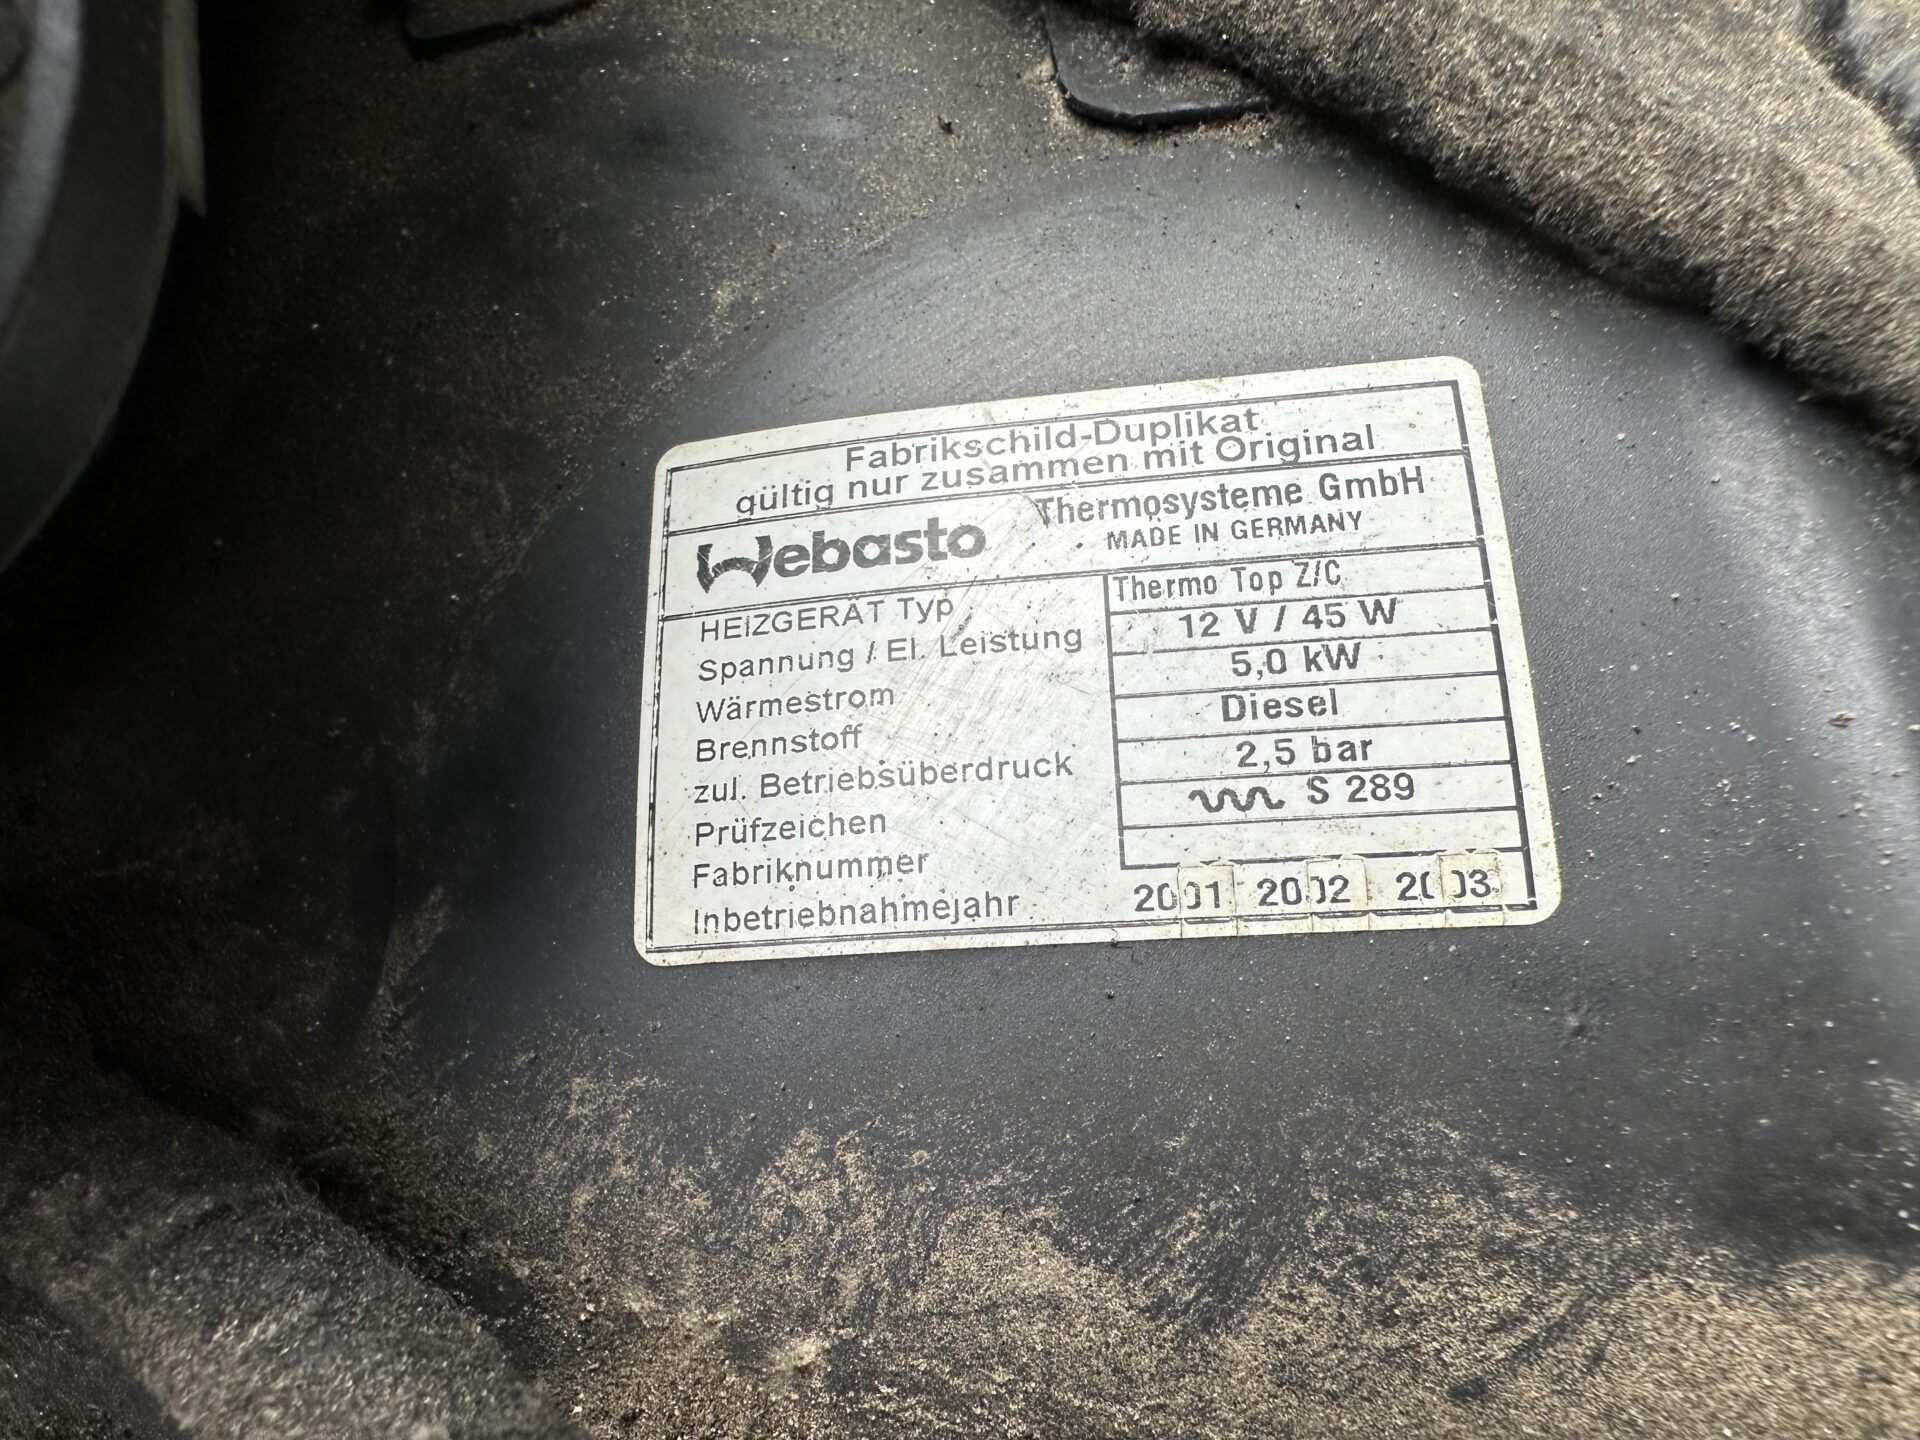 Fabrikschild-Duplikat
gültig nur zusammen mit Original
Webasto Thermosysteme GmbH
MADE IN GERMANY
HEIZGERÄT Typ Thermo Top Z/C
Spannung / El. Leistung 12 V / 45 W
Wärmestrom 5,0 kW
Brennstoff Diesel
zul. Betriebsüberdruck 2,5 bar
Prüfzeichen S 289
Fabriknummer
Inbetriebnahmejahr 2001 2002 2003